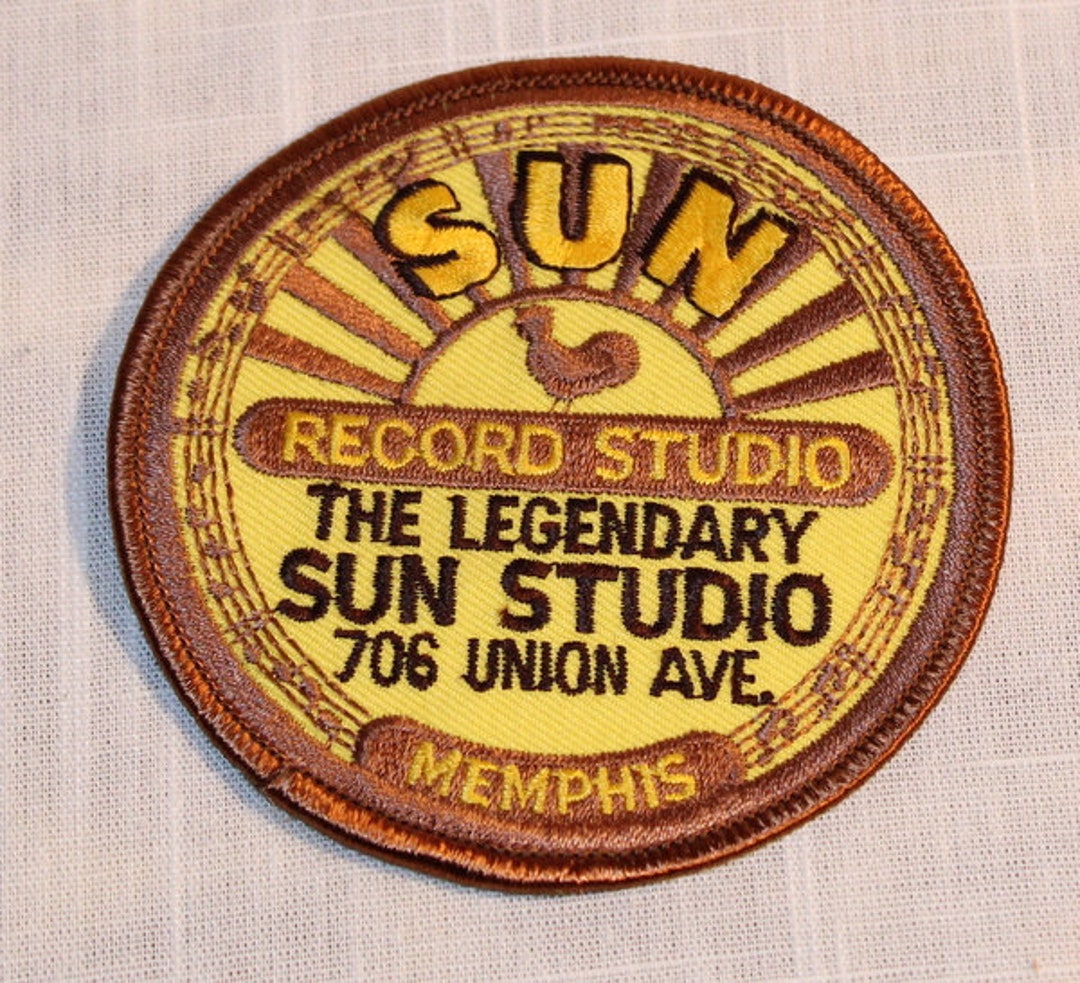 SUN
RECORD STUDIO
THE LEGENDARY
SUN STUDIO
706 UNION AVE.
MEMPHIS